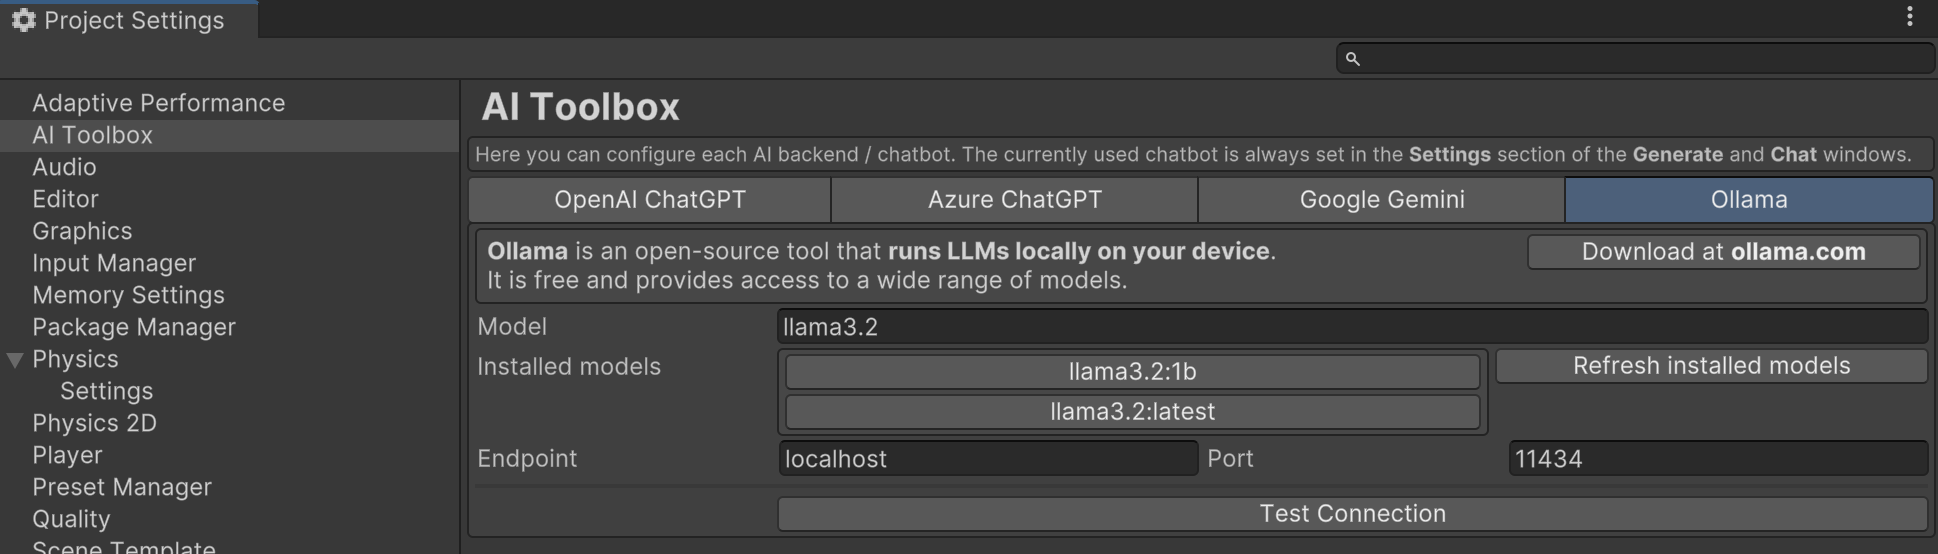 Project Settings
Adaptive Performance
AI Toolbox
Audio
Editor
Graphics
Input Manager
Memory Settings
Package Manager
Physics
Settings
Physics 2D
Player
Preset Manager
Quality
Scene Template
AI Toolbox
Here you can configure each AI backend / chatbot. The currently used chatbot is always set in the Settings section of the Generate and Chat windows.
OpenAI ChatGPT
Azure ChatGPT
Google Gemini
Ollama
Ollama is an open-source tool that runs LLMs locally on your device.
It is free and provides access to a wide range of models.
Download at ollama.com
Model
llama3.2
Installed models
llama3.2:1b
llama3.2:latest
Refresh installed models
Endpoint
localhost
Port
11434
Test Connection